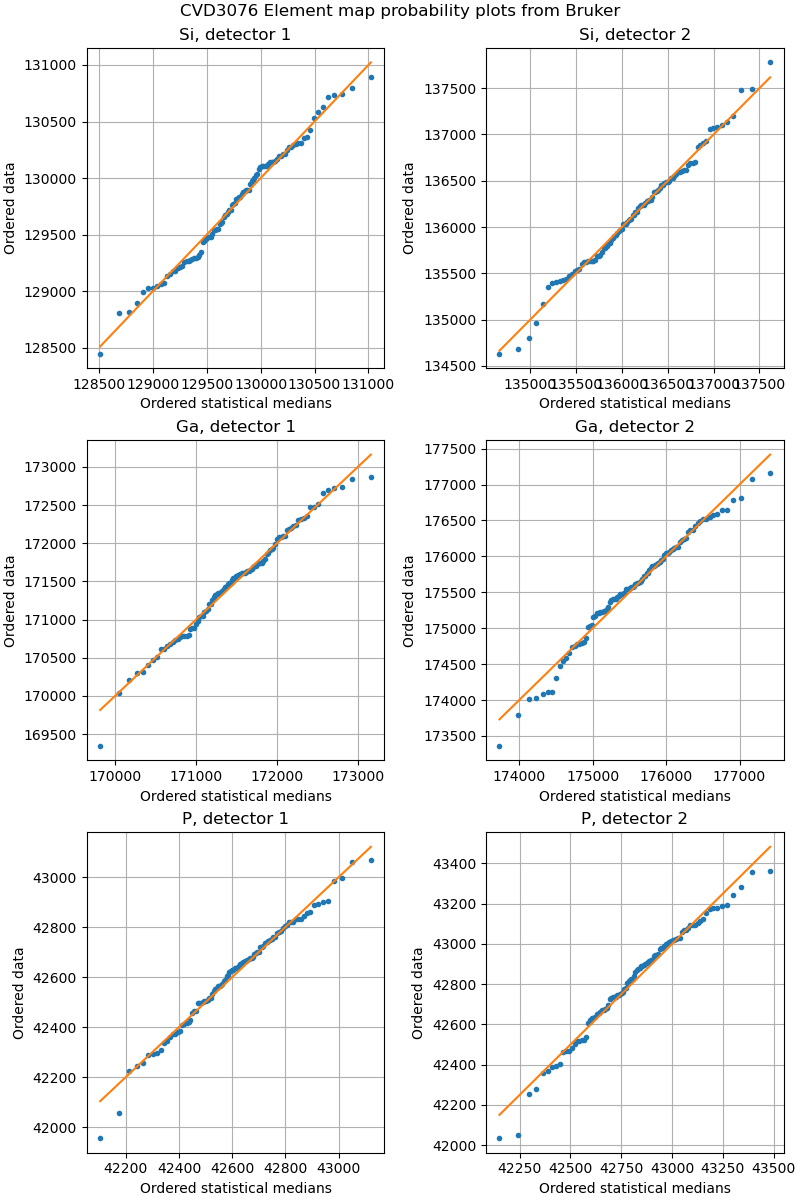 CVD3076 Element map probability plots from Bruker
Si, detector 1
Ordered data
131000
130500
130000
129500
129000
128500
128500 129000 129500 130000 130500 131000
Ordered statistical medians
Si, detector 2
Ordered data
137500
137000
136500
136000
135500
135000
134500
135000 135500 136000 136500 137000 137500
Ordered statistical medians
Ga, detector 1
Ordered data
173000
172500
172000
171500
171000
170500
170000
169500
170000 171000 172000 173000
Ordered statistical medians
Ga, detector 2
Ordered data
177500
177000
176500
176000
175500
175000
174500
174000
173500
174000 175000 176000 177000
Ordered statistical medians
P, detector 1
Ordered data
43000
42800
42600
42400
42200
42000
42200 42400 42600 42800 43000
Ordered statistical medians
P, detector 2
Ordered data
43400
43200
43000
42800
42600
42400
42200
42000
42250 42500 42750 43000 43250 43500
Ordered statistical medians